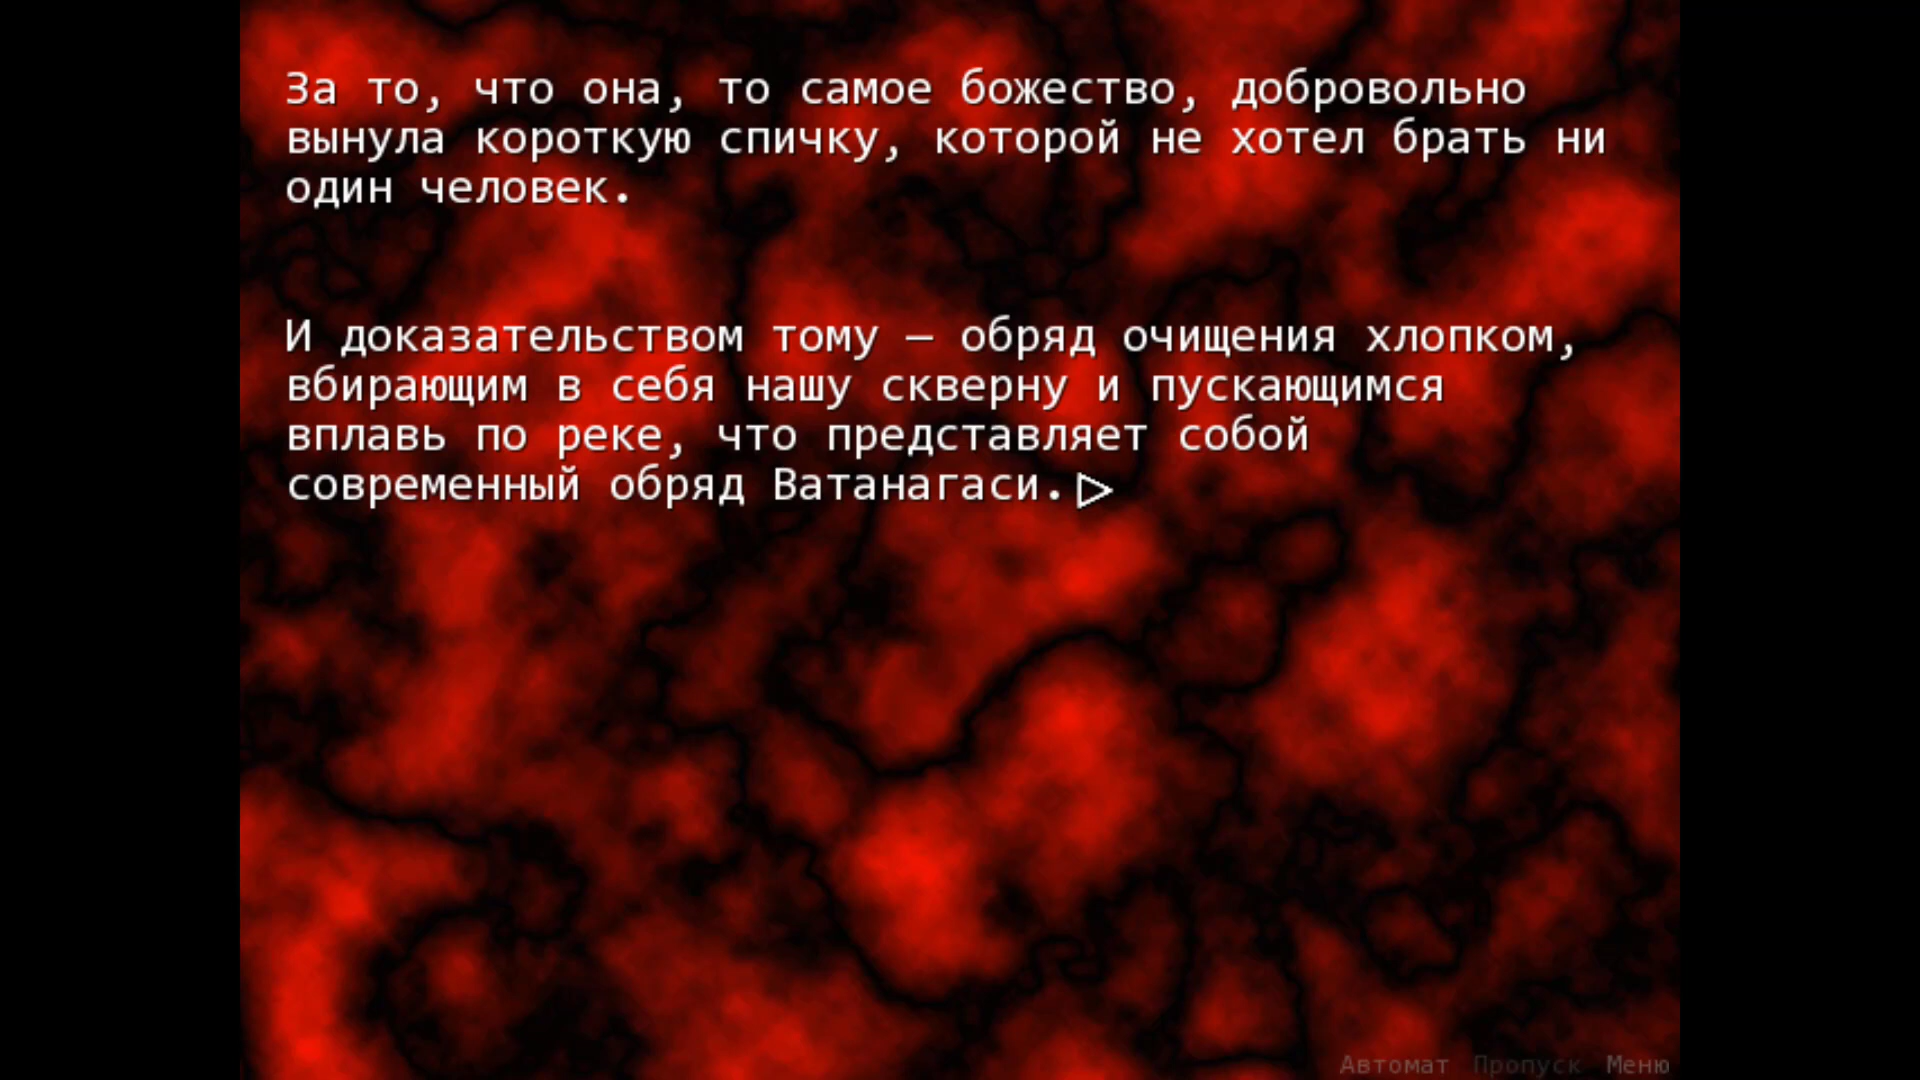 За то, что она, то самое божество, добровольно
вынула короткую спичку, которой не хотел брать ни
один человек.
И доказательством тому — обряд очищения хлопком,
вбирающим в себя нашу скверну и пускающимся
вплавь по реке, что представляет собой
современный обряд Ватанагаси.
Автомат Пропуск Меню